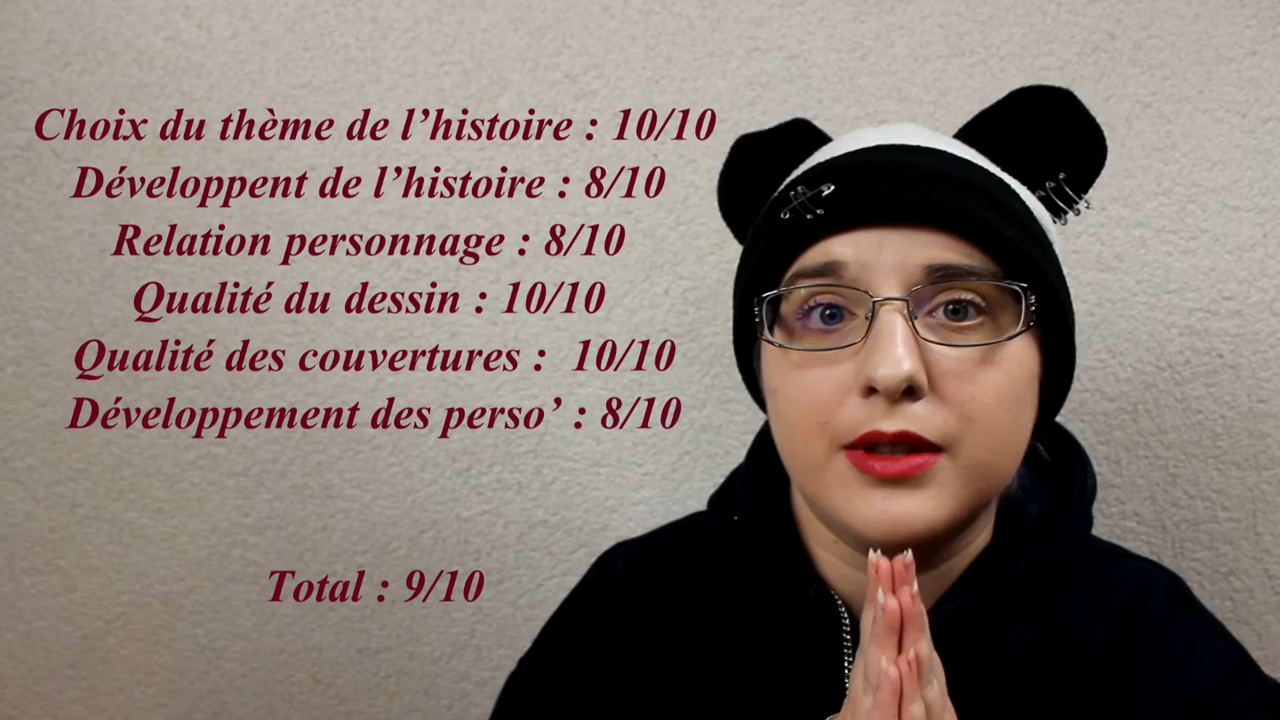 Choix du thème de l’histoire : 10/10
Développent de l’histoire : 8/10
Relation personnage : 8/10
Qualité du dessin : 10/10
Qualité des couvertures :  10/10
Développement des perso’ : 8/10
Total : 9/10